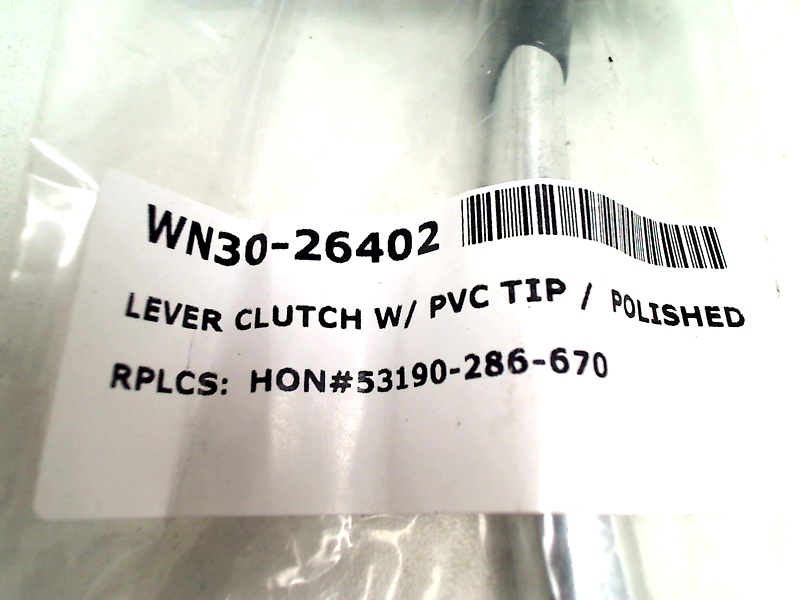 WN30-26402
LEVER CLUTCH W/ PVC TIP / POLISHED
RPLCS: HON#53190-286-670